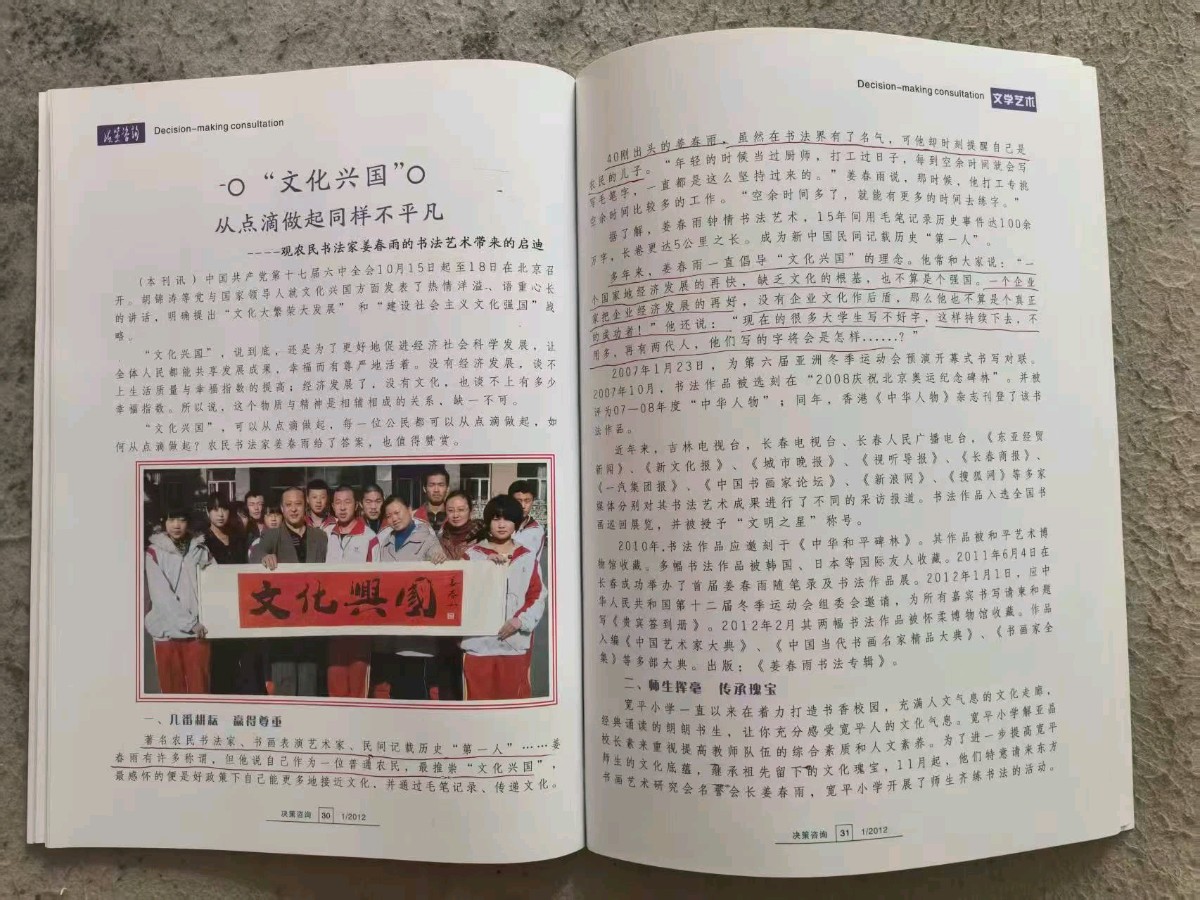 决策咨询 Decision-making consultation
“文化兴国”
从点滴做起同样不平凡
----观农民书法家姜春雨的书法艺术带来的启迪
(本刊讯)中国共产党第十七届六中全会10月15日起至18日在北京召
开。胡锦涛等党与国家领导人就文化兴国方面发表了热情洋溢、语重心长
的讲话，明确提出“文化大繁荣大发展”和“建设社会主义文化强国”战
略。
“文化兴国”，说到底，还是为了更好地促进经济社会科学发展，让
全体人民都能共享发展成果，幸福而有尊严地活着。没有经济发展，谈不
上生活质量与幸福指数的提高；经济发展了，没有文化，也谈不上有多少
幸福指数。所以说，这个物质与精神是相辅相成的关系，缺一不可。
“文化兴国”，可以从点滴做起，每一位公民都可以从点滴做起，如
何从点滴做起？农民书法家姜春雨给了答案，也值得赞赏。
文化興國
姜春雨
一、几番耕耘 赢得尊重
著名农民书法家、书画表演艺术家、民间记载历史“第一人”……姜
春雨有许多称谓，但他说自己作为一位普通农民，最推崇“文化兴国”，
最感怀的便是好政策下自己能更多地接近文化，并通过毛笔记录、传递文化。
决策咨询 30 1/2012
Decision-making consultation 文学艺术
40刚出头的姜春雨，虽然在书法界有了名气，可他却时刻提醒自己是
农民的儿子。“年轻的时候当过厨师，打工过日子，每到空余时间就会写
写毛笔字，一直都是这么坚持过来的。”姜春雨说，那时候，他打工专挑
空余时间比较多的工作。“空余时间多了，就能有更多的时间去练字。”
据了解，姜春雨钟情书法艺术，15年间用毛笔记录历史事件达100余
万字，长卷更达5公里之长。成为新中国民间记载历史“第一人”。
多年来，姜春雨一直倡导“文化兴国”的理念。他常和大家说：“一
个国家地经济发展的再快，缺乏文化的根基，也不算是个强国。一个企业
家把企业经济发展的再好，没有企业文化作后盾，那么他也不算是个真正
的成功者！”他还说：“现在的很多大学生写不好字，这样持续下去，不
用多，再有两代人，他们写的字将会是怎样……？”
2007年1月23日，为第六届亚洲冬季运动会预演开幕式书写对联。
2007年10月，书法作品被选刻在“2008庆祝北京奥运纪念碑林”。并被
评为07—08年度“中华人物”；同年，香港《中华人物》杂志刊登了该书
法作品。
近年来，吉林电视台，长春电视台、长春人民广播电台，《东亚经贸
新闻》、《新文化报》、《城市晚报》、《视听导报》、《长春商报》、
《一汽集团报》、《中国书画家论坛》、《新浪网》、《搜狐网》等多家
媒体分别对其书法艺术成果进行了不同的采访报道。书法作品入选全国书
画巡回展览，并被授予“文明之星”称号。
2010年，书法作品应邀刻于《中华和平碑林》。其作品被和平艺术博
物馆收藏。多幅书法作品被韩国、日本等国际友人收藏。2011年6月4日在
长春成功举办了首届姜春雨随笔录及书法作品展。2012年1月1日，应中
华人民共和国第十二届冬季运动会组委会邀请，为所有嘉宾书写请柬和题
写《贵宾签到册》。2012年2月其两幅书法作品被怀柔博物馆收藏。作品
入编《中国艺术家大典》、《中国当代书画名家精品大典》、《书画家全
集》等多部大典。出版：《姜春雨书法专辑》。
二、师生挥毫 传承瑰宝
宽平小学一直以来在着力打造书香校园，充满人文气息的文化走廊，
经典诵读的朗朗书生，让你充分感受宽平人的文化气息。宽平小学解亚晶
校长素来重视提高教师队伍的综合素质和人文素养。为了进一步提高宽平
师生的文化底蕴，继承祖先留下的文化瑰宝，11月起，他们特意请来东方
书画艺术研究会名誉会长姜春雨，宽平小学开展了师生齐练书法的活动。
决策咨询 31 1/2012